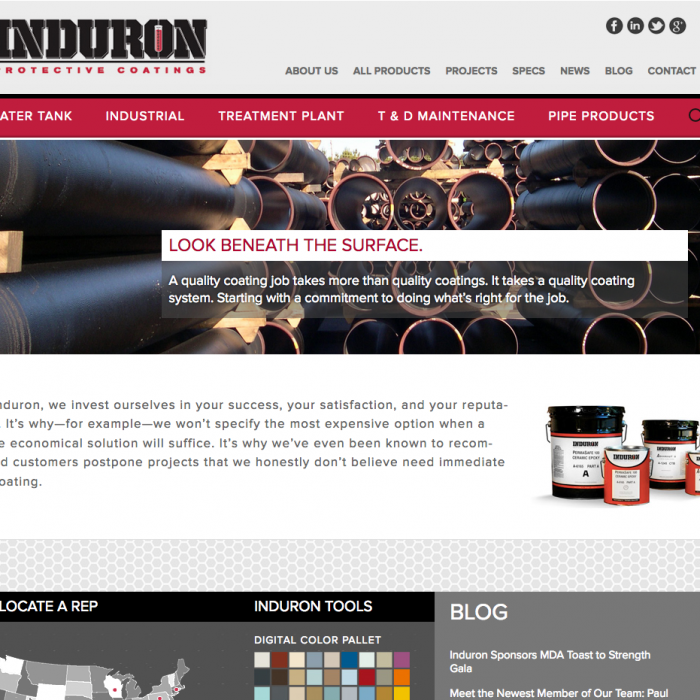 INDURON
PROTECTIVE COATINGS
ABOUT US ALL PRODUCTS PROJECTS SPECS NEWS BLOG CONTACT
ATER TANK INDUSTRIAL TREATMENT PLANT T & D MAINTENANCE PIPE PRODUCTS
LOOK BENEATH THE SURFACE.
A quality coating job takes more than quality coatings. It takes a quality coating
system. Starting with a commitment to doing what's right for the job.
nduron, we invest ourselves in your success, your satisfaction, and your reputa-
. It's why—for example—we won't specify the most expensive option when a
e economical solution will suffice. It's why we've even been known to recom-
d customers postpone projects that we honestly don't believe need immediate
oating.
INDURON
PERMASAFE 100
CERAMIC EPOXY
PART A
A
INDURON
INDURON
LOCATE A REP
INDURON TOOLS
DIGITAL COLOR PALLET
BLOG
Induron Sponsors MDA Toast to Strength
Gala
Meet the Newest Member of Our Team: Paul